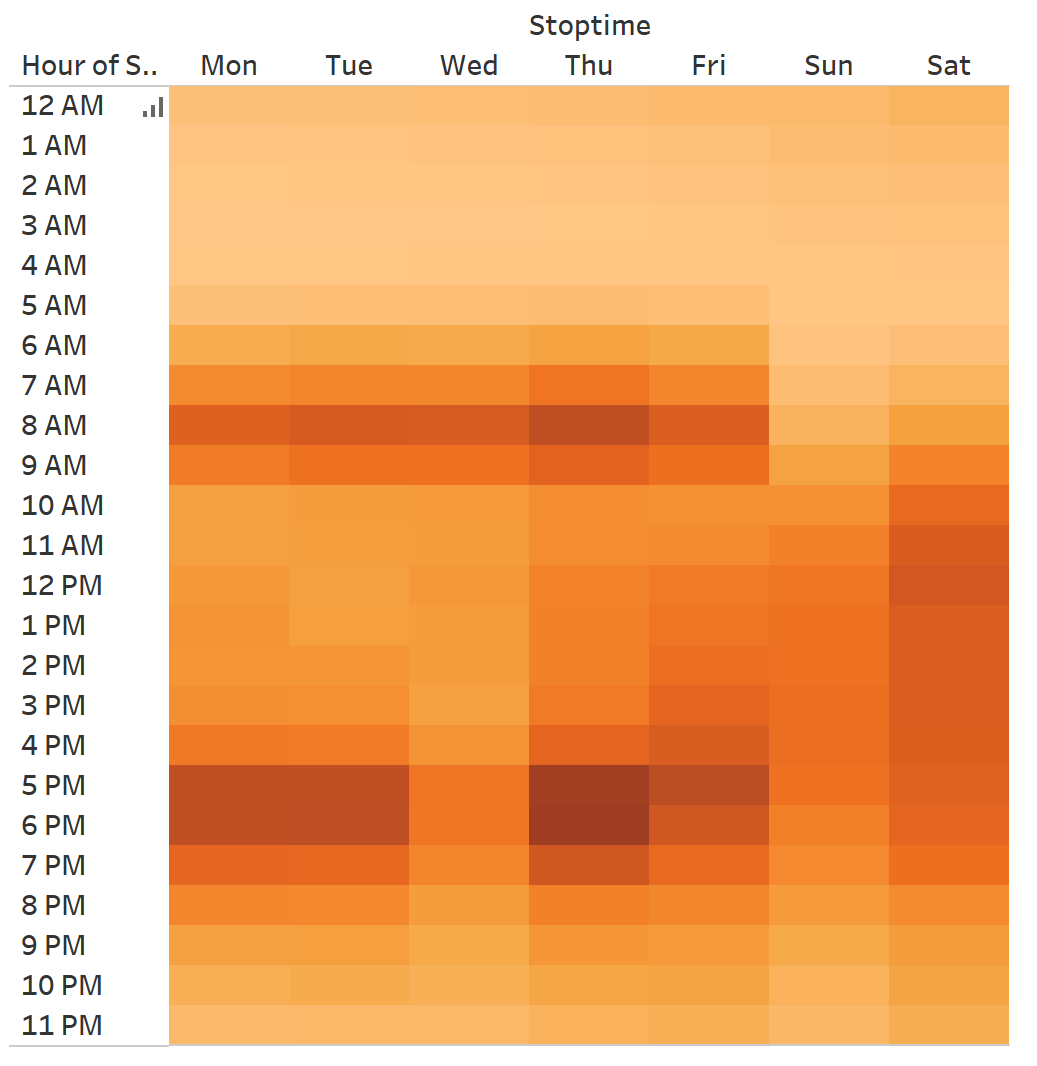 Stoptime
Hour of S.. Mon Tue Wed Thu Fri Sun Sat
12 AM
1 AM
2 AM
3 AM
4 AM
5 AM
6 AM
7 AM
8 AM
9 AM
10 AM
11 AM
12 PM
1 PM
2 PM
3 PM
4 PM
5 PM
6 PM
7 PM
8 PM
9 PM
10 PM
11 PM